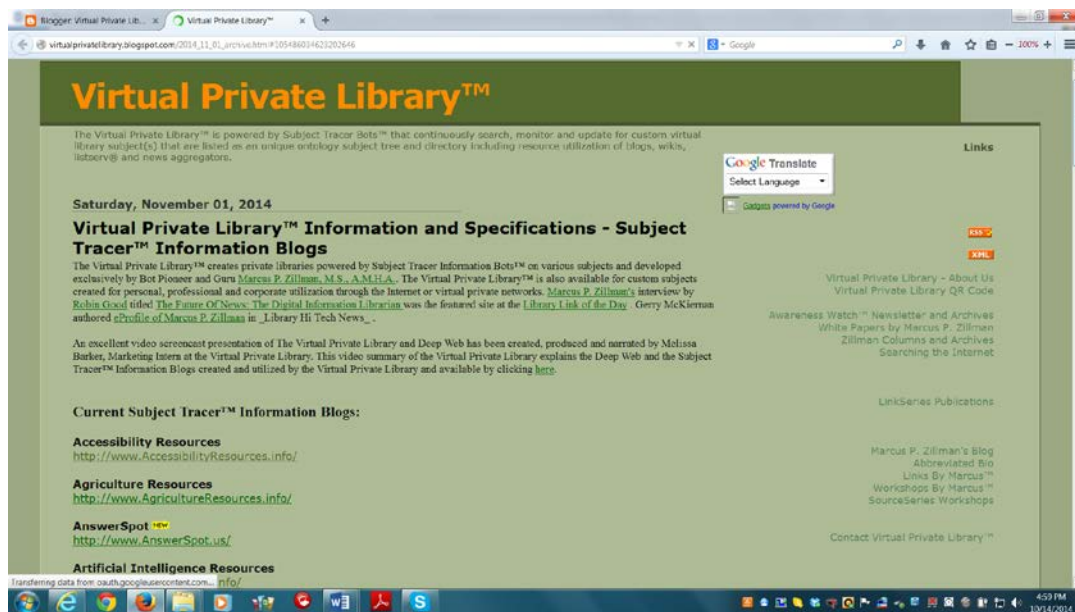 Blogger: Virtual Private Lib...
Virtual Private Library™
virtualprivatelibrary.blogspot.com/2014_11_01_archive.html#105486034623202646
Google
100%
Virtual Private Library™
The Virtual Private Library™ is powered by Subject Tracer Bots™ that continuously search, monitor and update for custom virtual
library subject(s) that are listed as an unique ontology subject tree and directory including resource utilization of blogs, wikis,
listserv® and news aggregators.
Links
Google Translate
Select Language
Gadgets powered by Google
Saturday, November 01, 2014
Virtual Private Library™ Information and Specifications - Subject
Tracer™ Information Blogs
The Virtual Private Library™ creates private libraries powered by Subject Tracer Information Bots™ on various subjects and developed
exclusively by Bot Pioneer and Guru Marcus P. Zillman, M.S., A.M.H.A.. The Virtual Private Library™ is also available for custom subjects
created for personal, professional and corporate utilization through the Internet or virtual private networks. Marcus P. Zillman's interview by
Robin Good titled The Future Of News: The Digital Information Librarian was the featured site at the Library Link of the Day . Gerry McKiernan
authored eProfile of Marcus P. Zillman in _Library Hi Tech News_ .
An excellent video screencast presentation of The Virtual Private Library and Deep Web has been created, produced and narrated by Melissa
Barker, Marketing Intern at the Virtual Private Library. This video summary of the Virtual Private Library explains the Deep Web and the Subject
Tracer™ Information Blogs created and utilized by the Virtual Private Library and available by clicking here.
Current Subject Tracer™ Information Blogs:
Accessibility Resources
http://www.AccessibilityResources.info/
Agriculture Resources
http://www.AgricultureResources.info/
AnswerSpot NEW
http://www.AnswerSpot.us/
Artificial Intelligence Resources
info/
RSS
XML
Virtual Private Library - About Us
Virtual Private Library QR Code
Awareness Watch™ Newsletter and Archives
White Papers by Marcus P. Zillman
Zillman Columns and Archives
Searching the Internet
LinkSeries Publications
Marcus P. Zillman's Blog
Abbreviated Bio
Links By Marcus™
Workshops By Marcus™
SourceSeries Workshops
Contact Virtual Private Library™
Transferring data from oauth.googleusercontent.com...
4:59 PM
10/14/2014